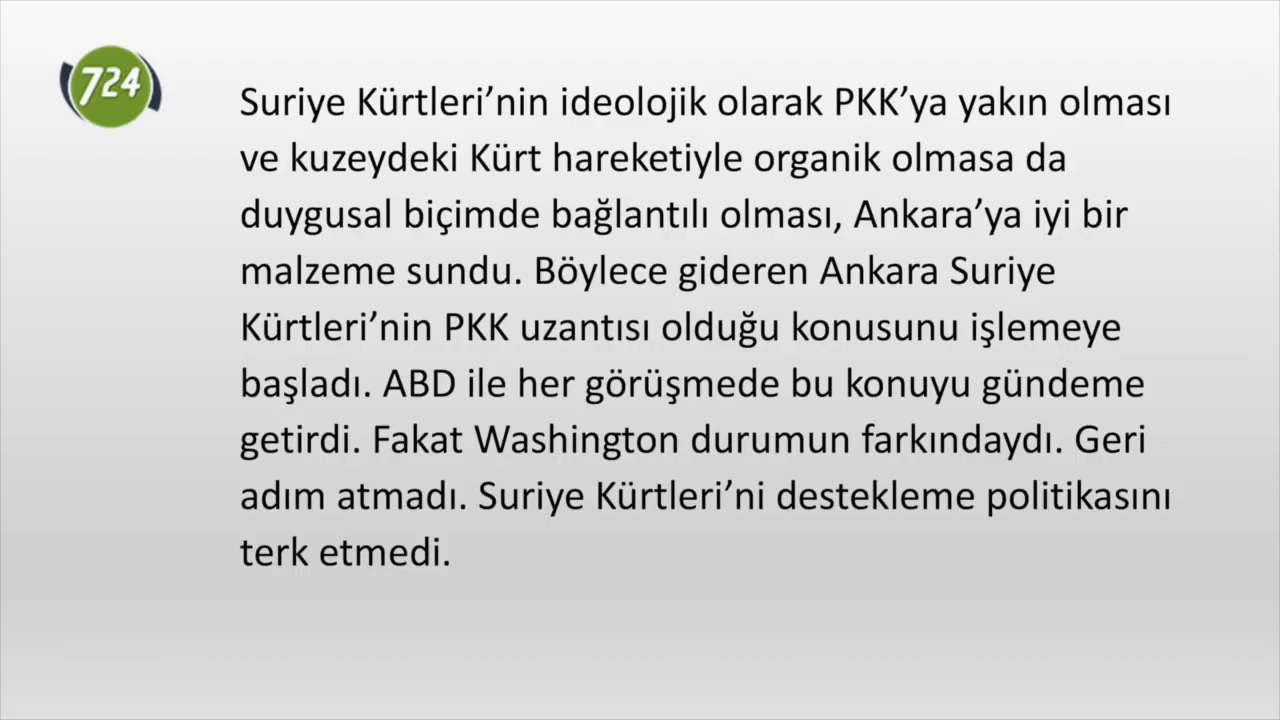 724
Suriye Kürtleri’nin ideolojik olarak PKK’ya yakın olması
ve kuzeydeki Kürt hareketiyle organik olmasa da
duygusal biçimde bağlantılı olması, Ankara’ya iyi bir
malzeme sundu. Böylece gideren Ankara Suriye
Kürtleri’nin PKK uzantısı olduğu konusunu işlemeye
başladı. ABD ile her görüşmede bu konuyu gündeme
getirdi. Fakat Washington durumun farkındaydı. Geri
adım atmadı. Suriye Kürtleri’ni destekleme politikasını
terk etmedi.